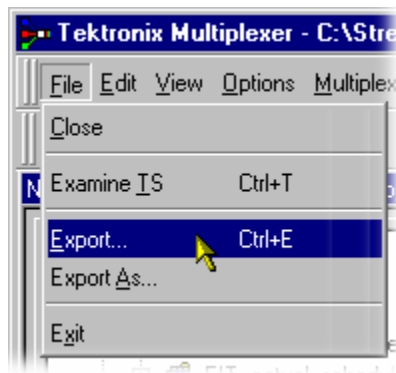 Tektronix Multiplexer - C:\Stre
File Edit View Options Multiplex
Close
Examine TS Ctrl+T
Export... Ctrl+E
Export As...
Exit